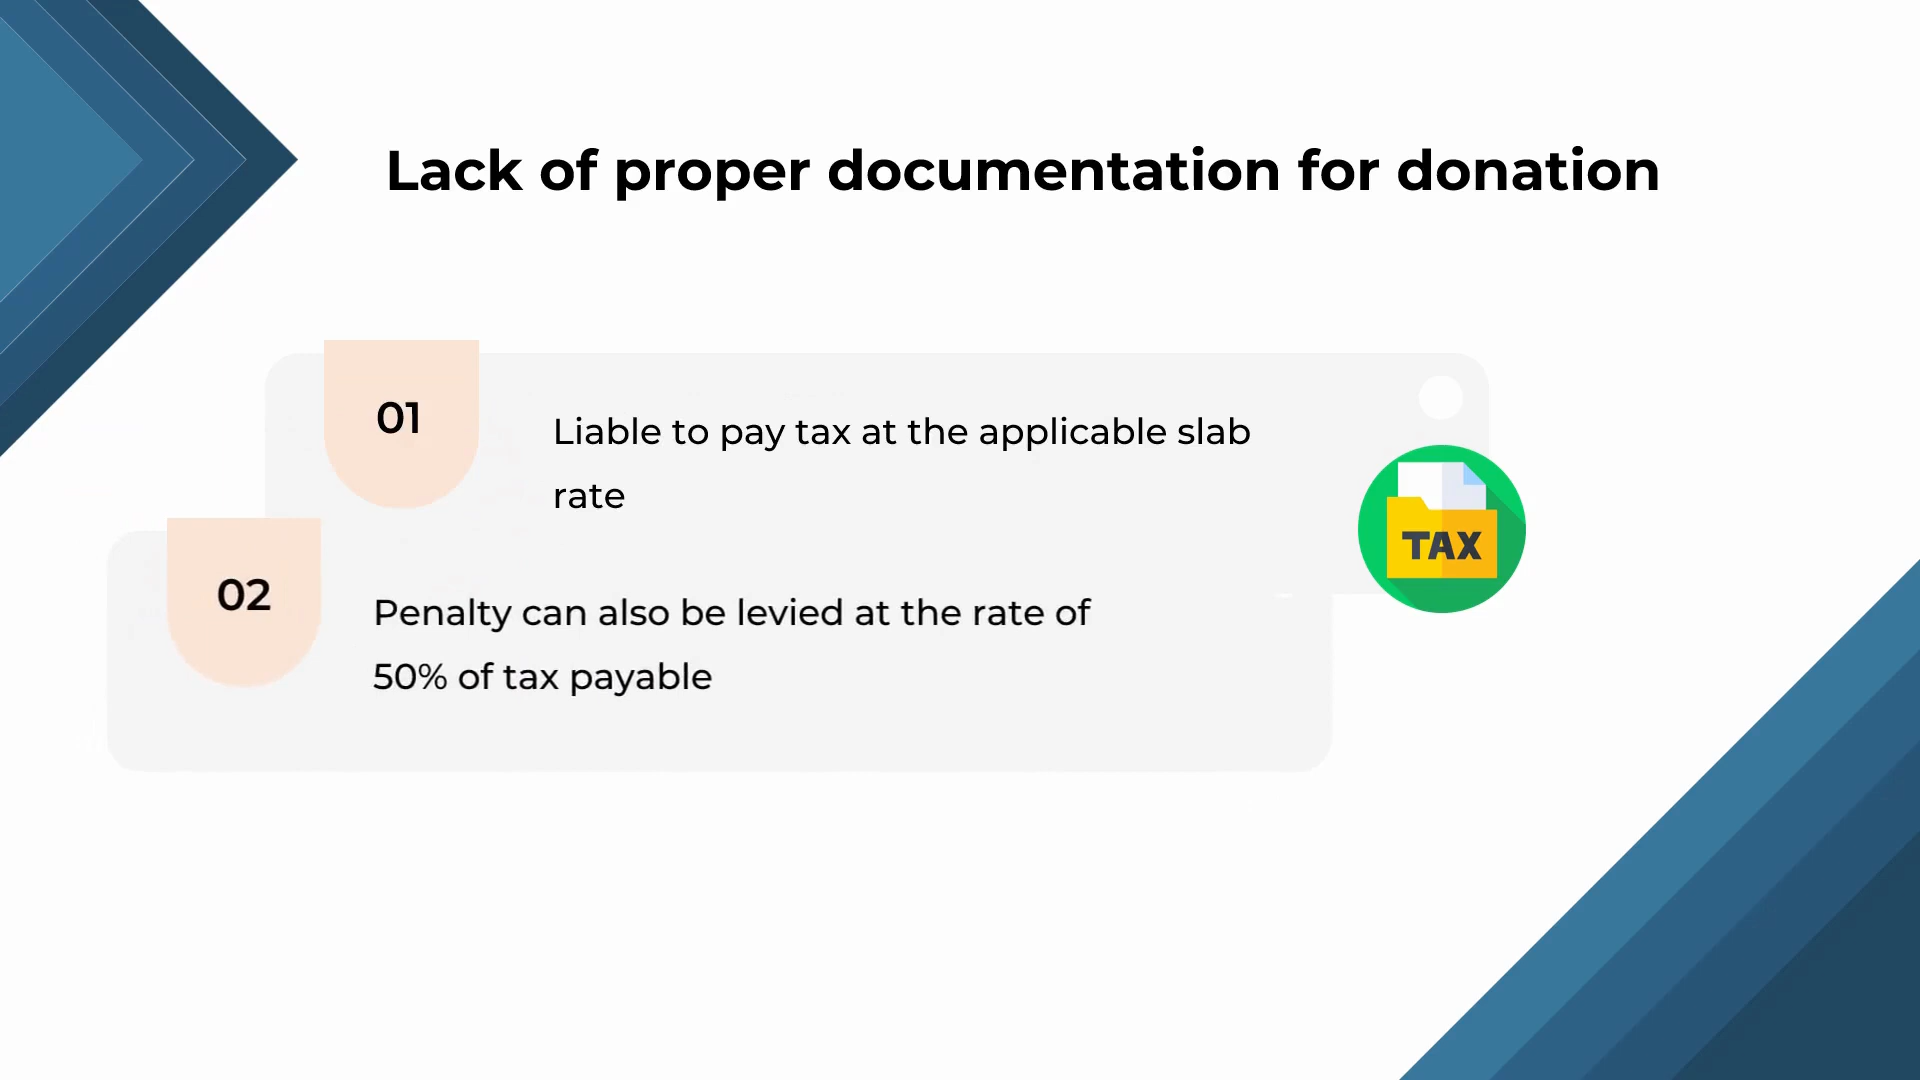 Lack of proper documentation for donation
01
Liable to pay tax at the applicable slab
rate
TAX
02
Penalty can also be levied at the rate of
50% of tax payable